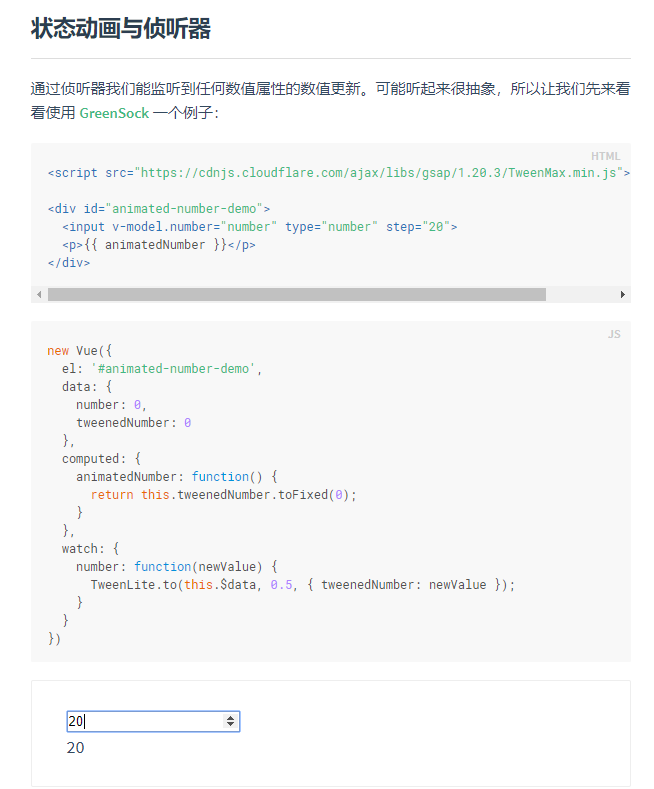 状态动画与侦听器
通过侦听器我们能监听到任何数值属性的数值更新。可能听起来很抽象，所以让我们先来看
看使用 GreenSock 一个例子：
HTML
<script src="https://cdnjs.cloudflare.com/ajax/libs/gsap/1.20.3/TweenMax.min.js">
<div id="animated-number-demo">
  <input v-model.number="number" type="number" step="20">
  <p>{{ animatedNumber }}</p>
</div>
JS
new Vue({
  el: '#animated-number-demo',
  data: {
    number: 0,
    tweenedNumber: 0
  },
  computed: {
    animatedNumber: function() {
      return this.tweenedNumber.toFixed(0);
    }
  },
  watch: {
    number: function(newValue) {
      TweenLite.to(this.$data, 0.5, { tweenedNumber: newValue });
    }
  }
})
20
20